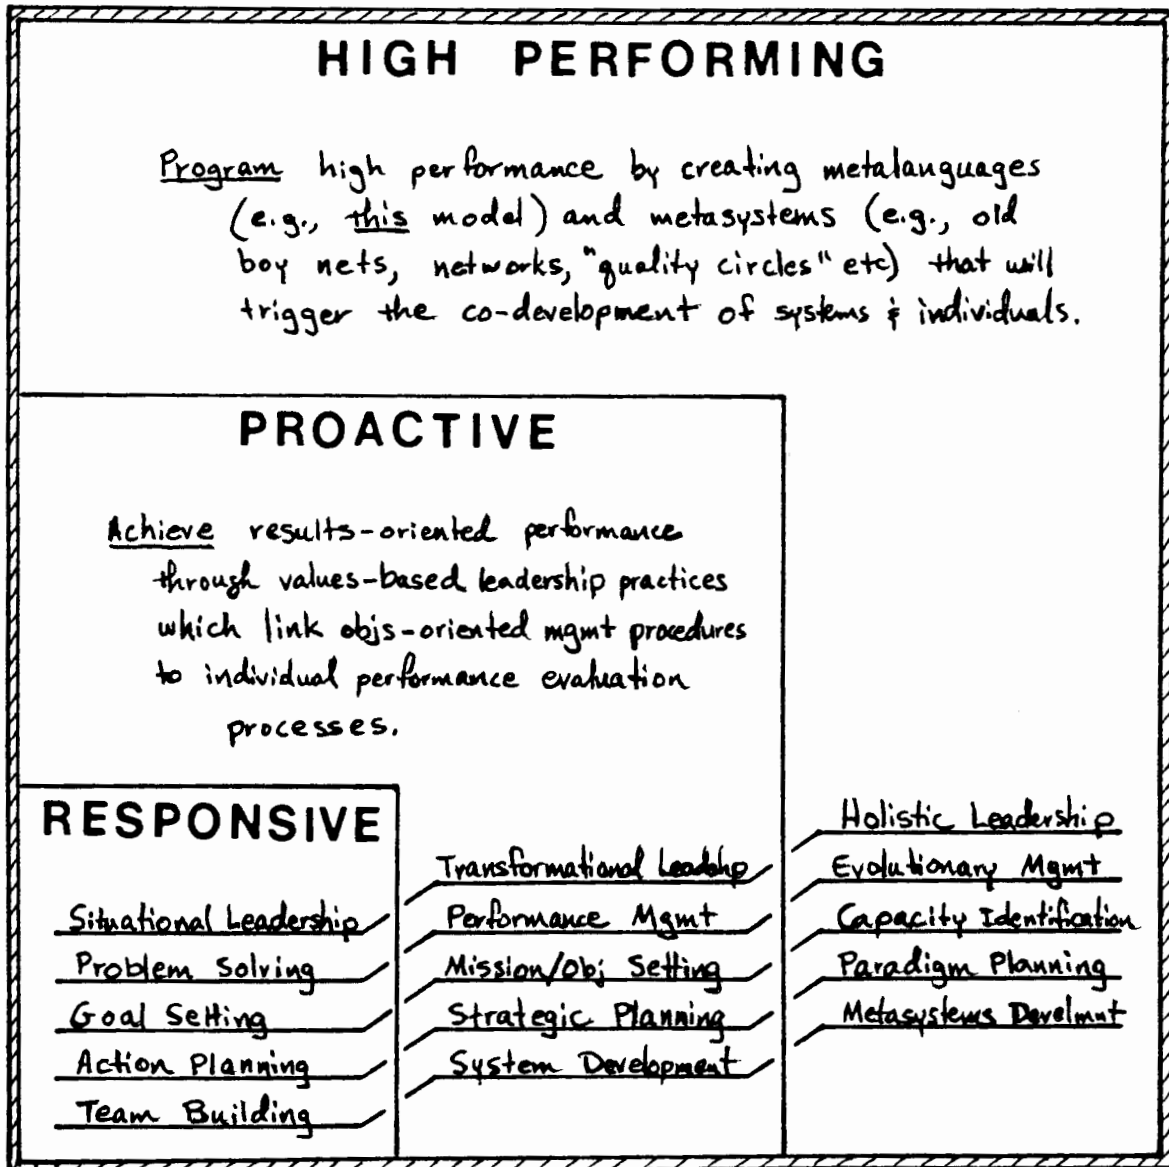 HIGH PERFORMING
Program high performance by creating metalanguages
(e.g., this model) and metasystems (e.g., old
boy nets, networks, "quality circles" etc) that will
trigger the co-development of systems & individuals.
PROACTIVE
Achieve results-oriented performance
through values-based leadership practices
which link objs-oriented mgmt procedures
to individual performance evaluation
processes.
RESPONSIVE
Situational Leadership
Problem Solving
Goal Setting
Action Planning
Team Building
Transformational Leadshp
Performance Mgmt
Mission/Obj Setting
Strategic Planning
System Development
Holistic Leadership
Evolutionary Mgmt
Capacity Identification
Paradigm Planning
Metasystems Develmnt